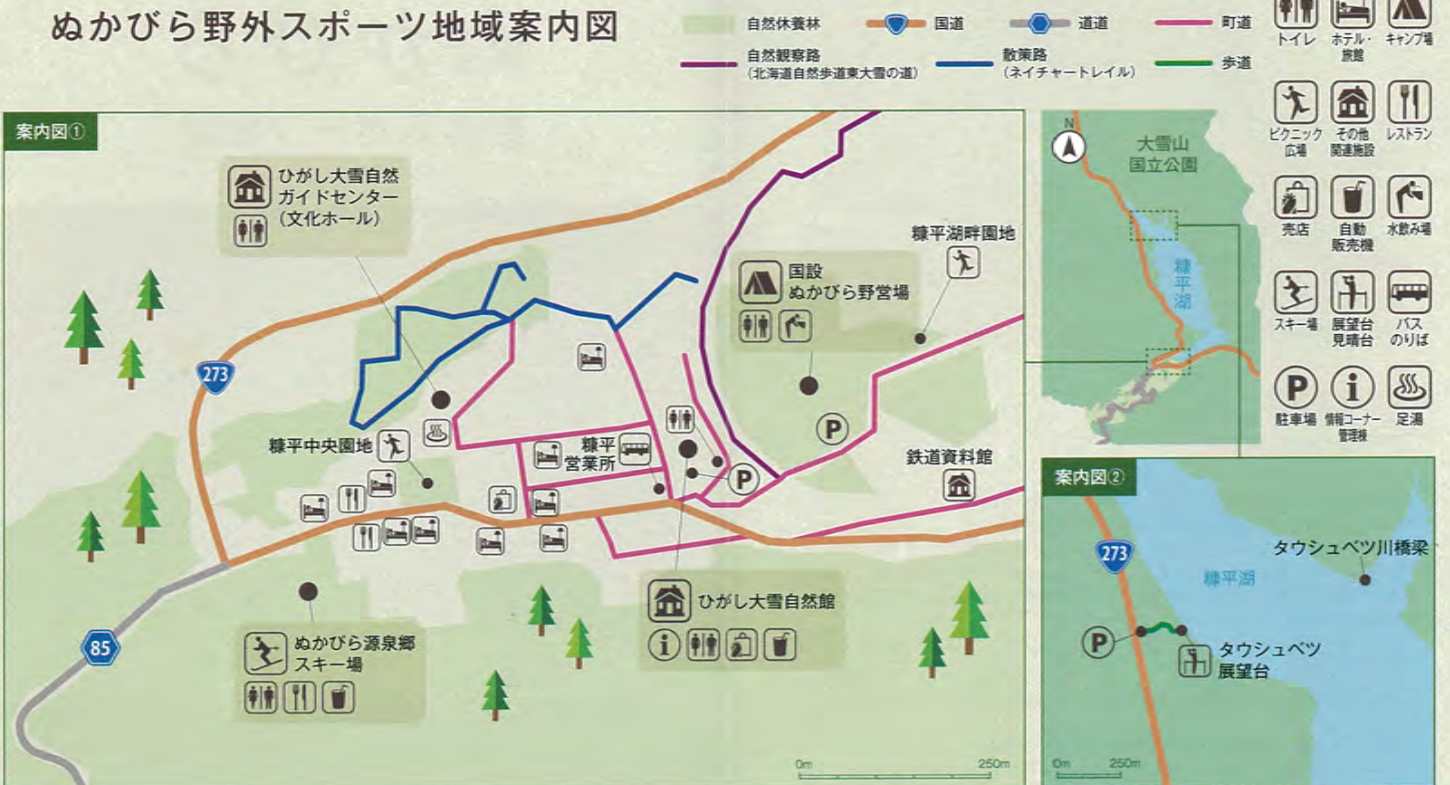 ぬかびら野外スポーツ地域案内図
自然休養林
国道
道道
町道
自然観察路
(北海道自然歩道東大雪の道)
散策路
(ネイチャートレイル)
歩道
トイレ
ホテル・
旅館
キャンプ場
ピクニック
広場
その他
関連施設
レストラン
売店
自動
販売機
水飲み場
スキー場
展望台
見晴台
バス
のりば
P
駐車場
i
情報コーナー
管理棟
足湯
案内図①
ひがし大雪自然
ガイドセンター
(文化ホール)
273
糠平湖畔園地
国設
ぬかびら野営場
P
糠平中央園地
糠平
営業所
P
鉄道資料館
ひがし大雪自然館
i
85
ぬかびら源泉郷
スキー場
0m
250m
N
大雪山
国立公園
糠平湖
案内図②
273
糠平湖
タウシュベツ川橋梁
P
タウシュベツ
展望台
0m
250m